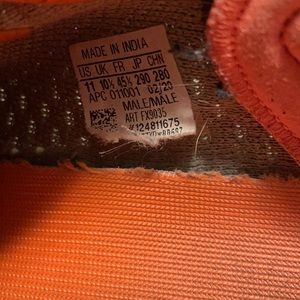 MADE IN INDIA
US UK FR JP CHN
11 10½ 45⅓ 290 280
APC 011001 02/20
MALE/MALE
ART FX9035
#124811675